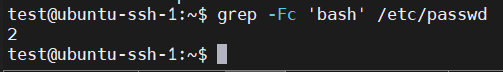 test@ubuntu-ssh-1:~$ grep -Fc 'bash' /etc/passwd
2
test@ubuntu-ssh-1:~$